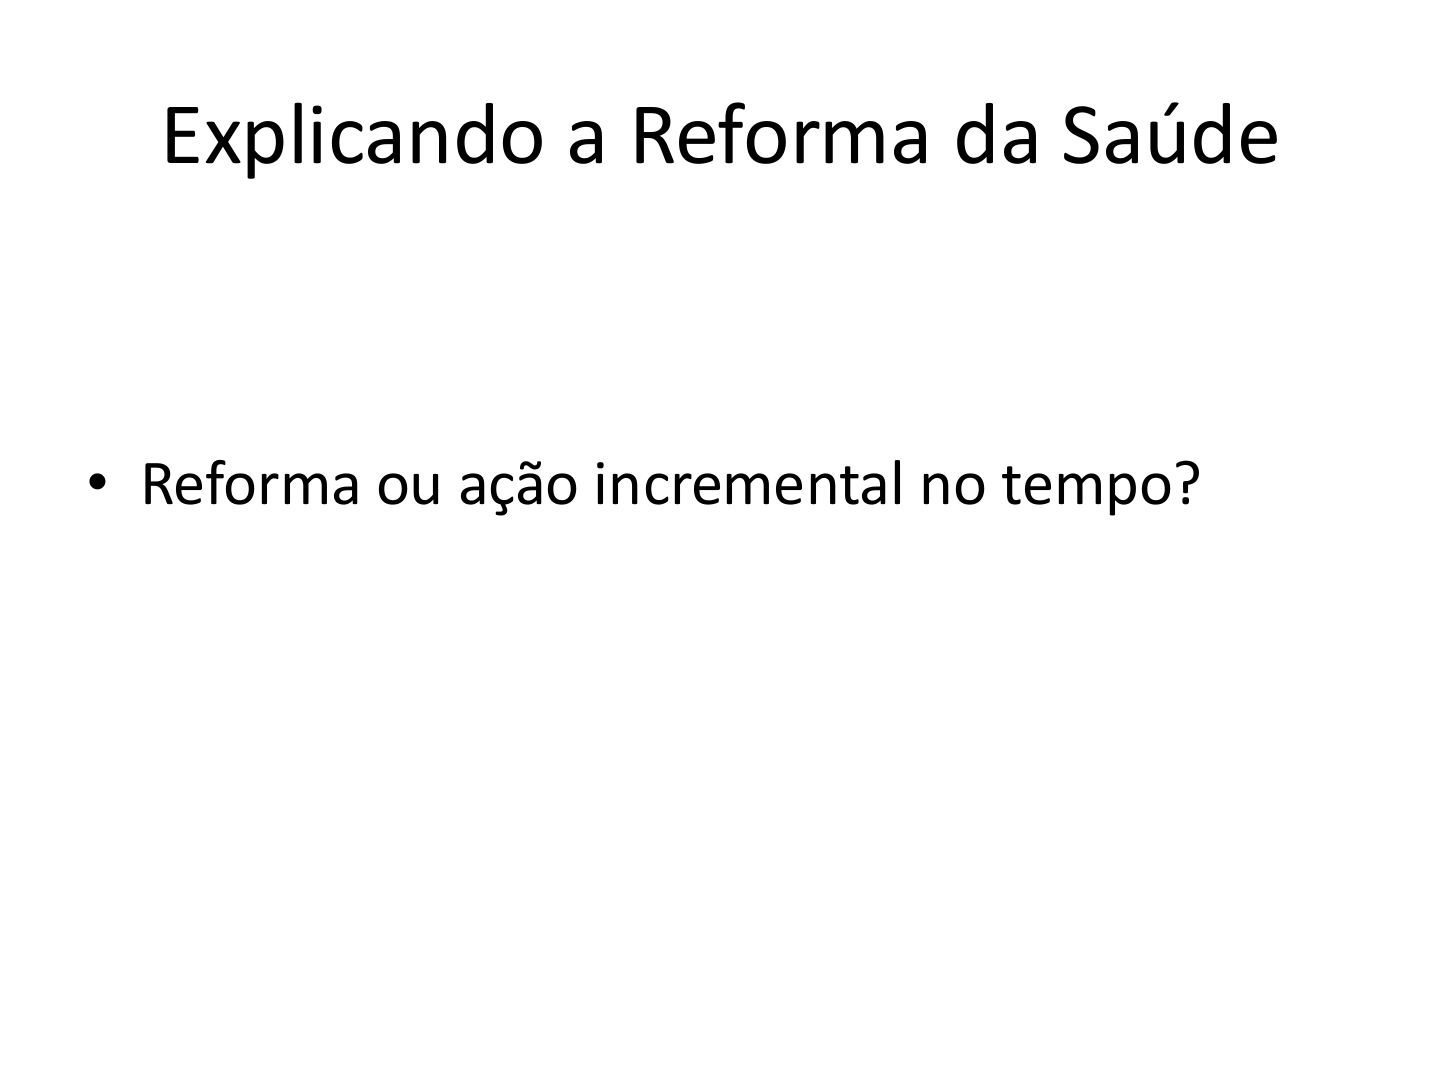 Explicando a Reforma da Saúde
• Reforma ou ação incremental no tempo?